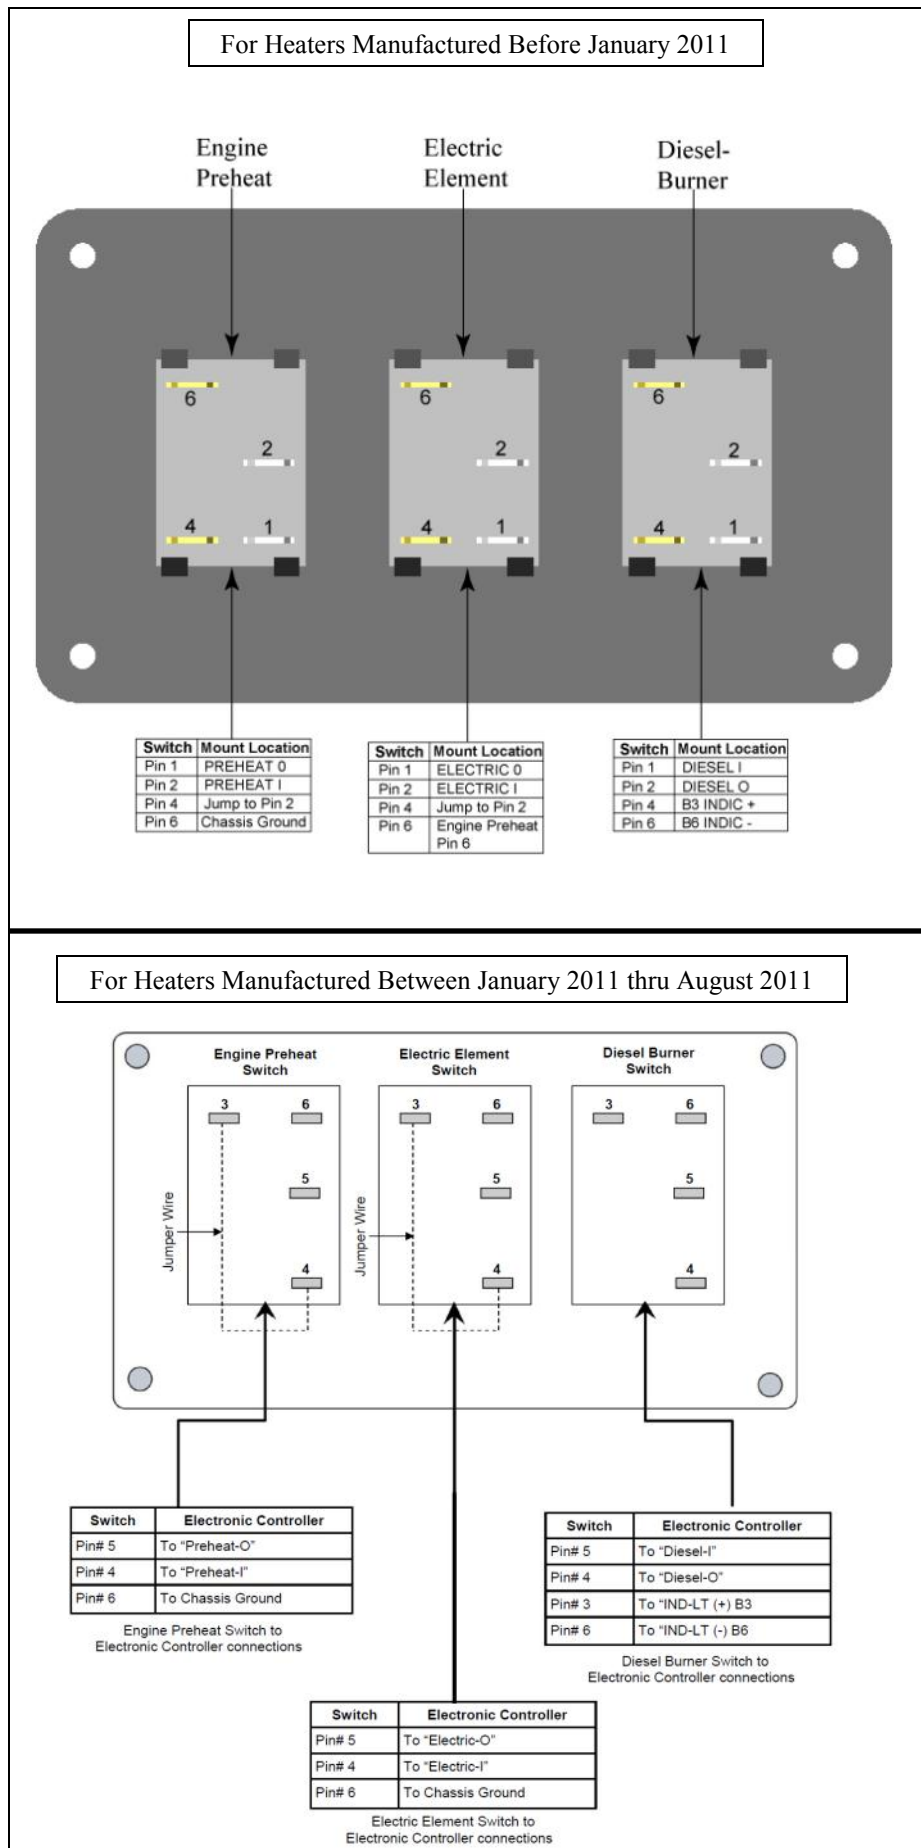 For Heaters Manufactured Before January 2011
Engine
Preheat
Electric
Element
Diesel-
Burner
6
2
4
1
6
2
4
1
6
2
4
1
Switch Mount Location
Pin 1 PREHEAT 0
Pin 2 PREHEAT I
Pin 4 Jump to Pin 2
Pin 6 Chassis Ground
Switch Mount Location
Pin 1 ELECTRIC 0
Pin 2 ELECTRIC I
Pin 4 Jump to Pin 2
Pin 6 Engine Preheat
Pin 6
Switch Mount Location
Pin 1 DIESEL I
Pin 2 DIESEL O
Pin 4 B3 INDIC +
Pin 6 B6 INDIC -
For Heaters Manufactured Between January 2011 thru August 2011
Engine Preheat
Switch
3
6
5
4
Jumper Wire
Electric Element
Switch
3
6
5
4
Jumper Wire
Diesel Burner
Switch
3
6
5
4
Switch Electronic Controller
Pin# 5 To "Preheat-O"
Pin# 4 To "Preheat-I"
Pin# 6 To Chassis Ground
Engine Preheat Switch to
Electronic Controller connections
Switch Electronic Controller
Pin# 5 To "Diesel-I"
Pin# 4 To "Diesel-O"
Pin# 3 To "IND-LT (+) B3
Pin# 6 To "IND-LT (-) B6
Diesel Burner Switch to
Electronic Controller connections
Switch Electronic Controller
Pin# 5 To "Electric-O"
Pin# 4 To "Electric-I"
Pin# 6 To Chassis Ground
Electric Element Switch to
Electronic Controller connections